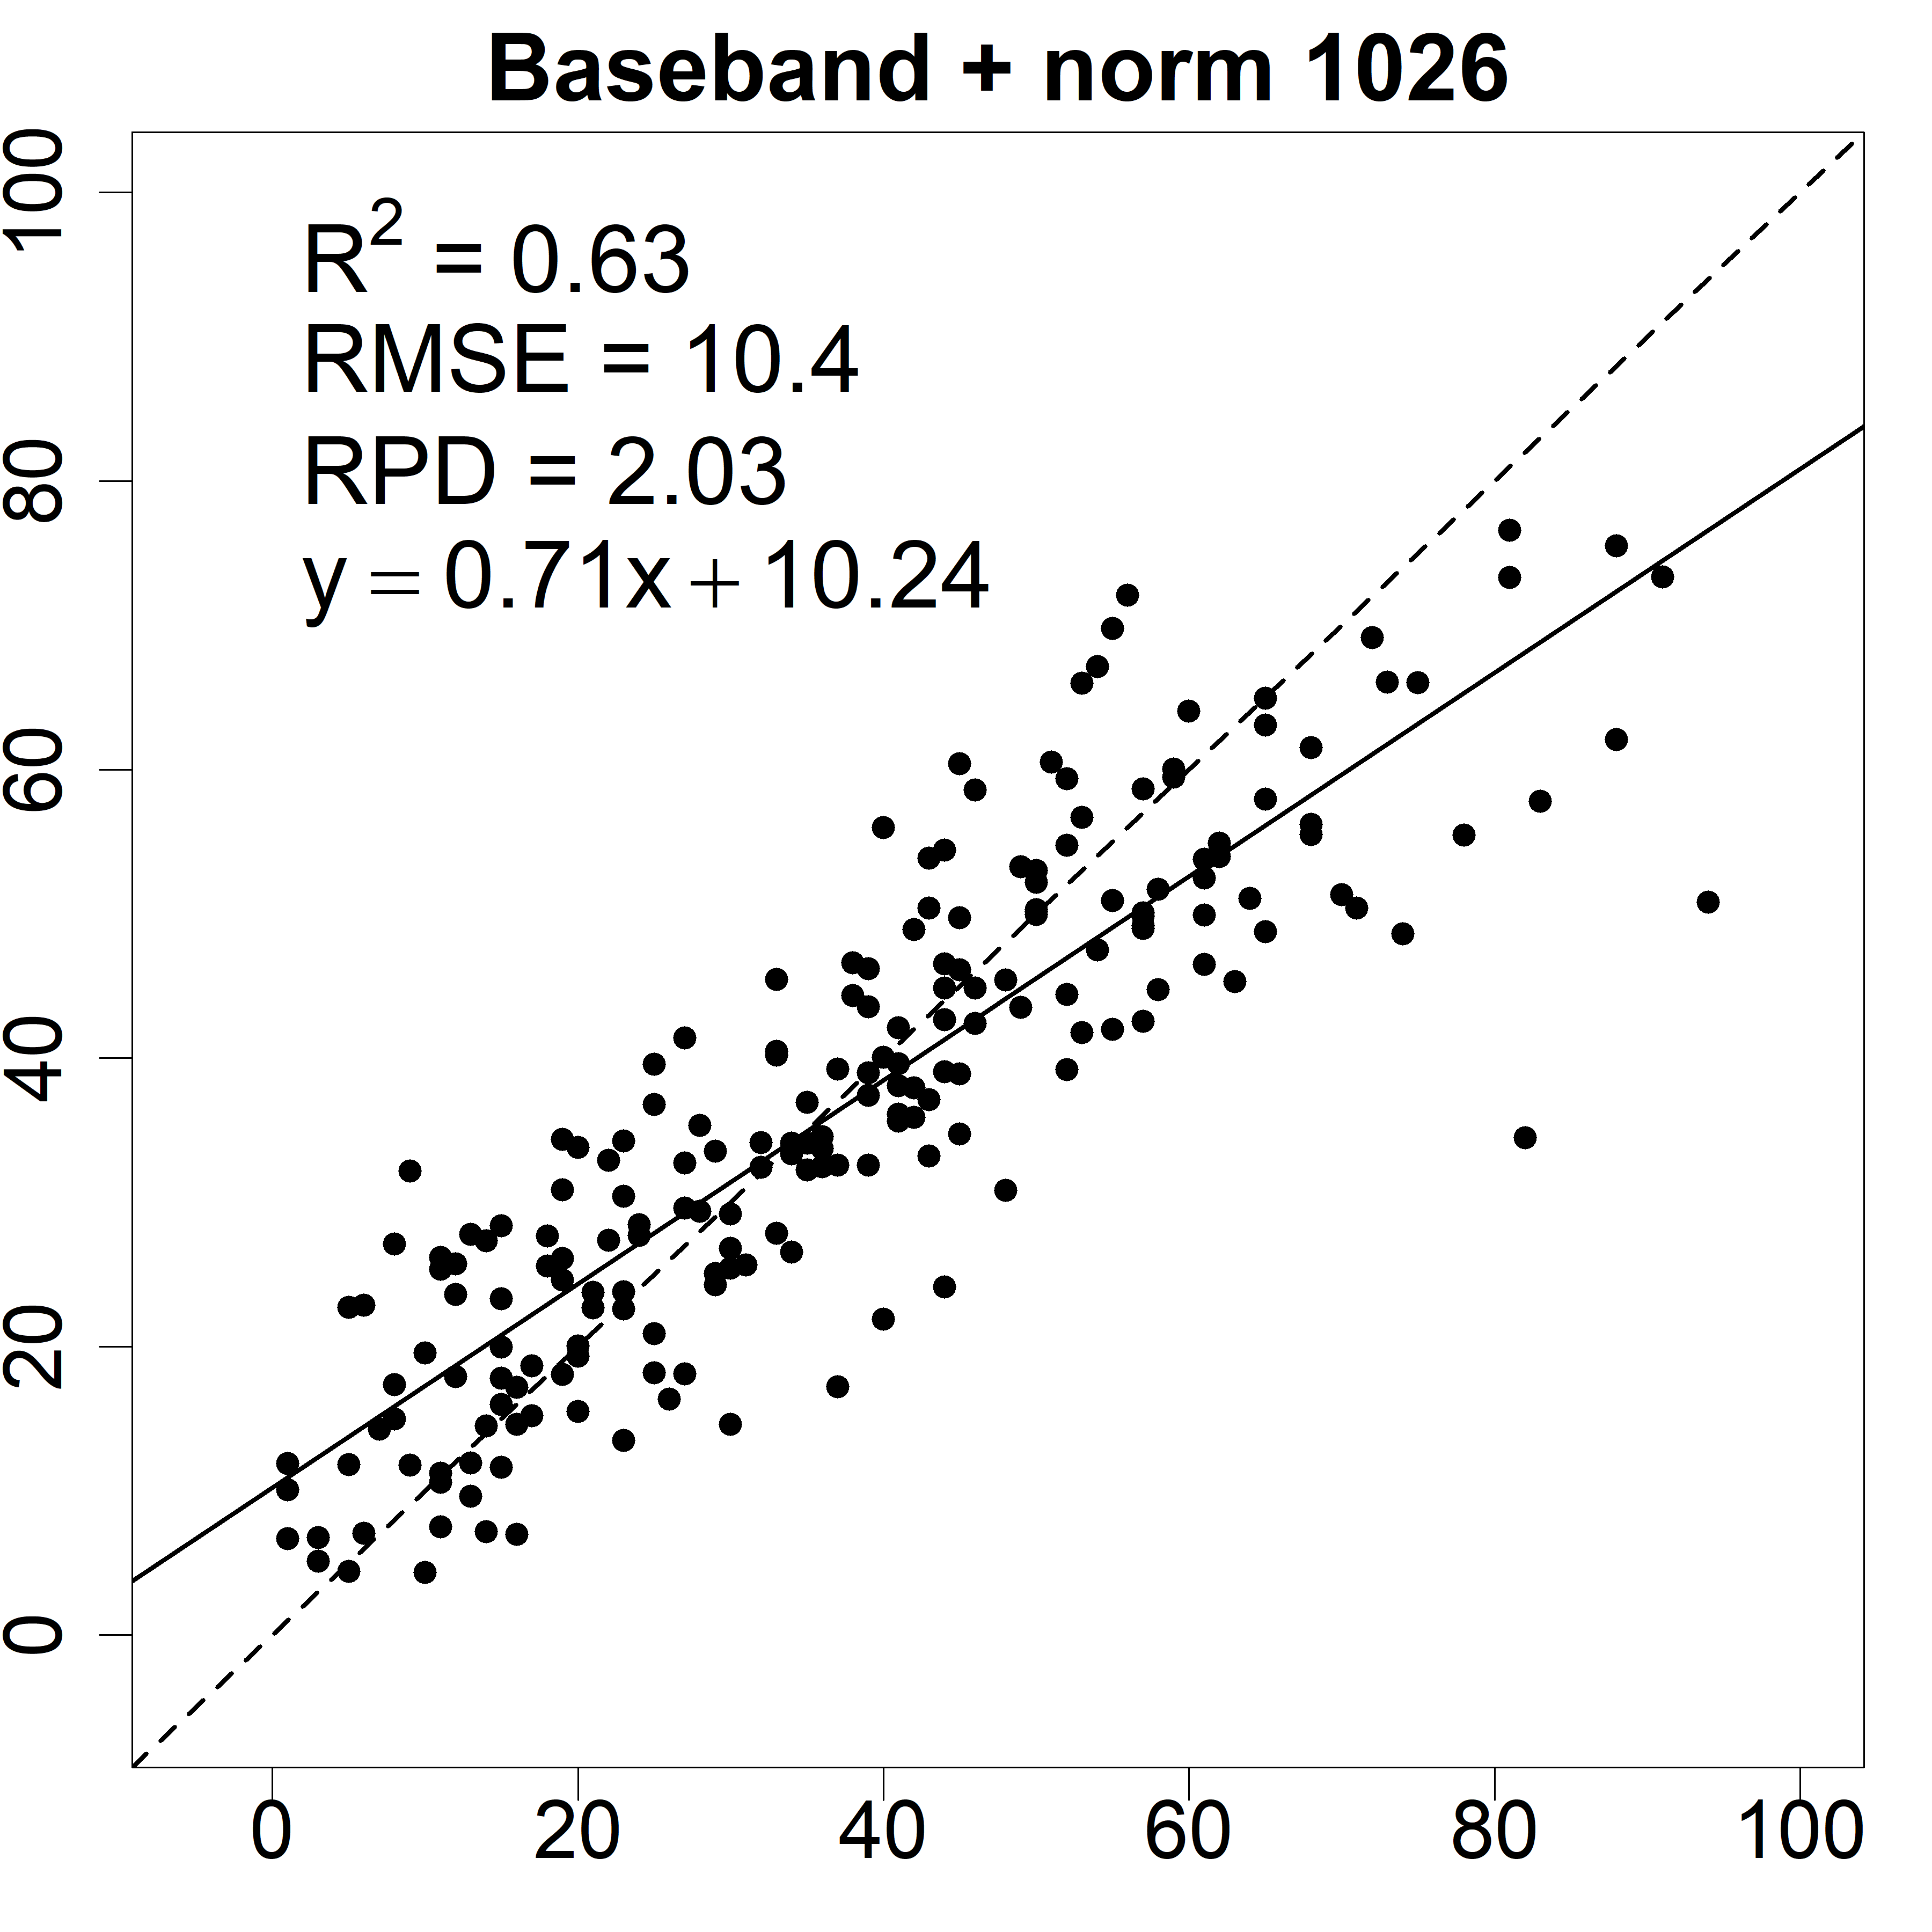 Baseband + norm 1026
R² = 0.63
RMSE = 10.4
RPD = 2.03
y = 0.71x + 10.24
100
80
60
40
20
0
0 20 40 60 80 100